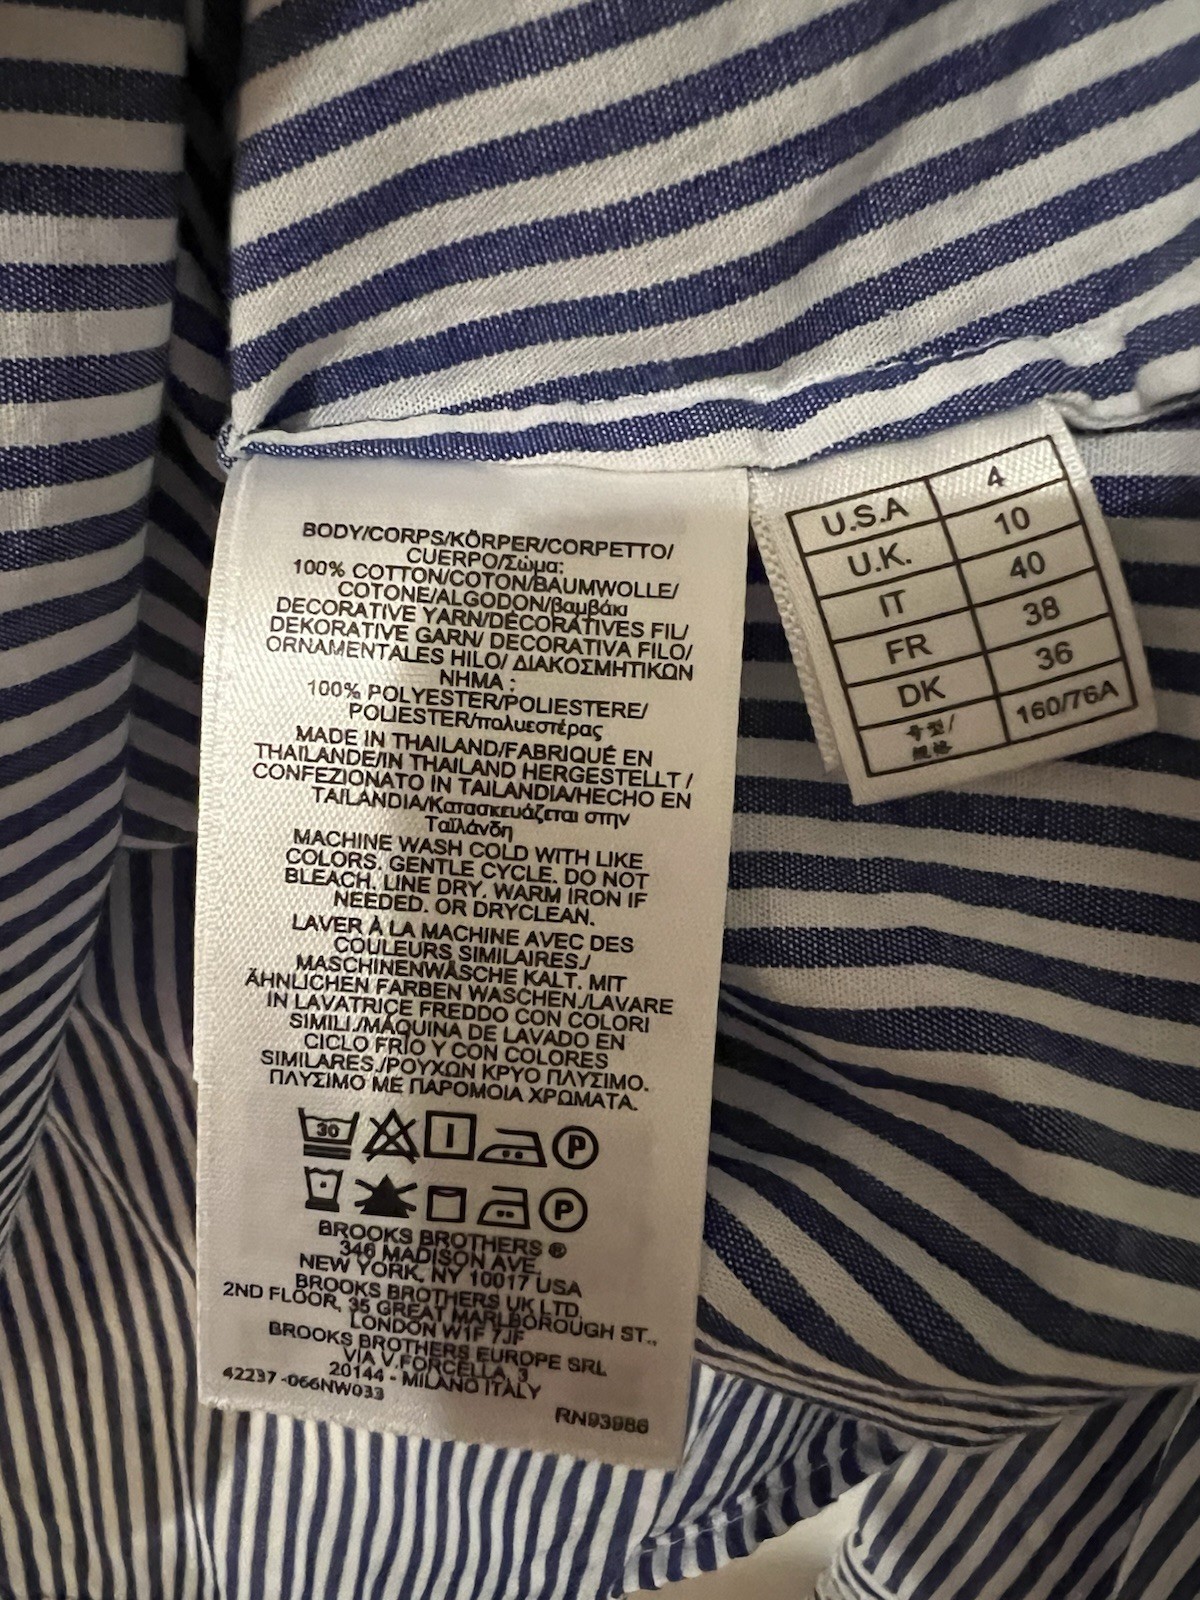 BODY/CORPS/KÖRPER/CORPETTO/
CUERPO/Σώμα:
100% COTTON/COTON/BAUMWOLLE/
COTONE/ALGODON/βαμβάκι
DECORATIVE YARN/DÉCORATIVES FIL/
DEKORATIVE GARN/ DECORATIVA FILO/
ORNAMENTALES HILO/ ΔΙΑΚΟΣΜΗΤΙΚΩΝ
ΝΗΜΑ :
100% POLYESTER/POLIESTERE/
POLIESTER/πολυεστέρας
MADE IN THAILAND/FABRIQUÉ EN
THAILANDE/IN THAILAND HERGESTELLT /
CONFEZIONATO IN TAILANDIA/HECHO EN
TAILANDIA/Κατασκευάζεται στην
Ταϊλάνδη
MACHINE WASH COLD WITH LIKE
COLORS. GENTLE CYCLE. DO NOT
BLEACH. LINE DRY, WARM IRON IF
NEEDED. OR DRYCLEAN.
LAVER À LA MACHINE AVEC DES
COULEURS SIMILAIRES./
MASCHINENWÄSCHE KALT. MIT
ÄHNLICHEN FARBEN WASCHEN./LAVARE
IN LAVATRICE FREDDO CON COLORI
SIMILI./MÁQUINA DE LAVADO EN
CICLO FRÍO Y CON COLORES
SIMILARES./ΡΟΥΧΩΝ ΚΡΥΟ ΠΛΥΣΙΜΟ.
ΠΛΥΣΙΜΟ ΜΕ ΠΑΡΟΜΟΙΑ ΧΡΩΜΑΤΑ.
30 P
P
BROOKS BROTHERS ®
346 MADISON AVE.
NEW YORK, NY 10017 USA
BROOKS BROTHERS UK LTD.
2ND FLOOR, 35 GREAT MARLBOROUGH ST.,
LONDON W1F 7JF
BROOKS BROTHERS EUROPE SRL
VIA V.FORCELLA, 3
20144 - MILANO ITALY
42237 -066NW033
RN93986
U.S.A 4
U.K. 10
IT 40
FR 38
DK 36
号型/
规格 160/76A